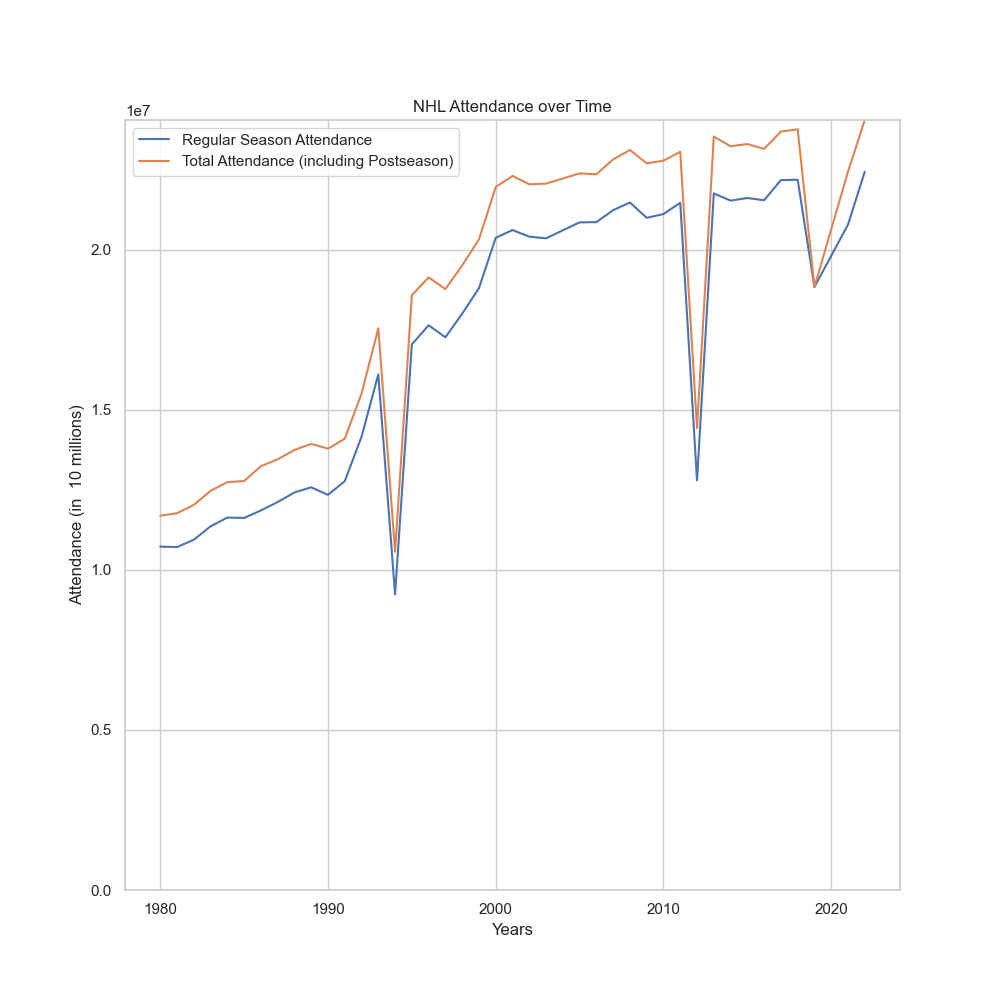 NHL Attendance over Time
1e7
Regular Season Attendance
Total Attendance (including Postseason)
2.0
1.5
1.0
0.5
0.0
Attendance (in  10 millions)
1980
1990
2000
2010
2020
Years